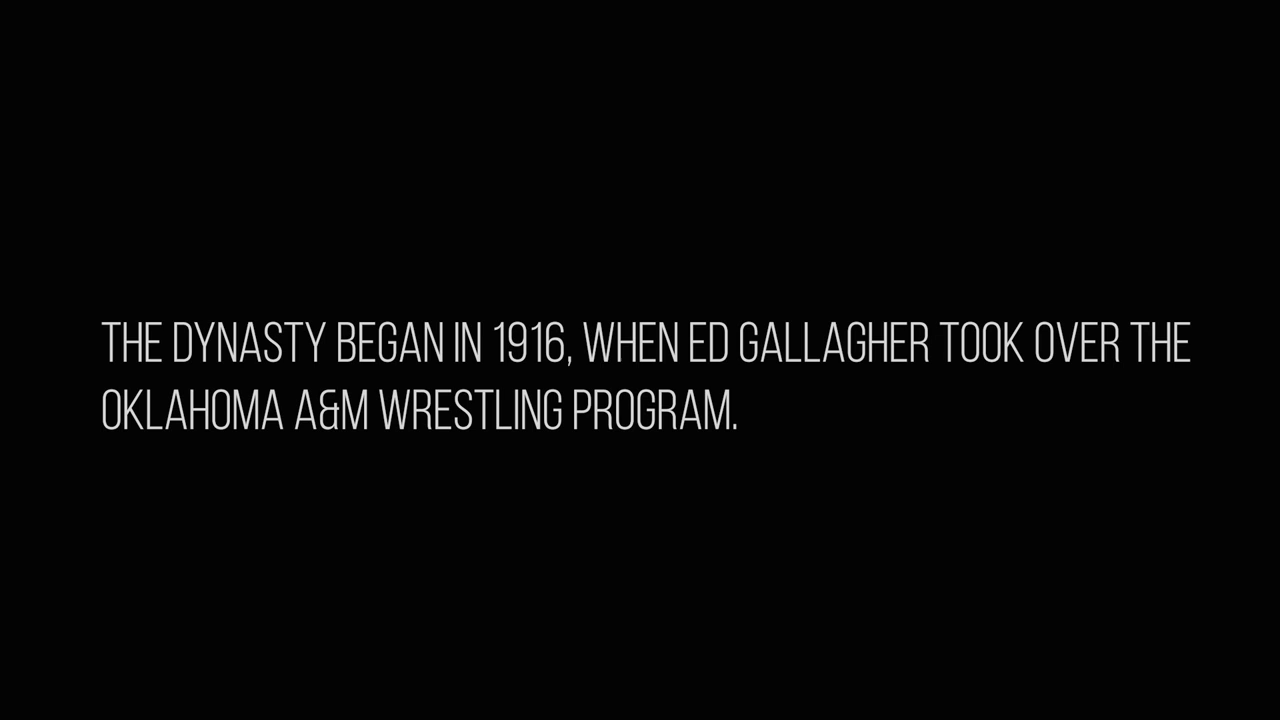 THE DYNASTY BEGAN IN 1916, WHEN ED GALLAGHER TOOK OVER THE
OKLAHOMA A&M WRESTLING PROGRAM.